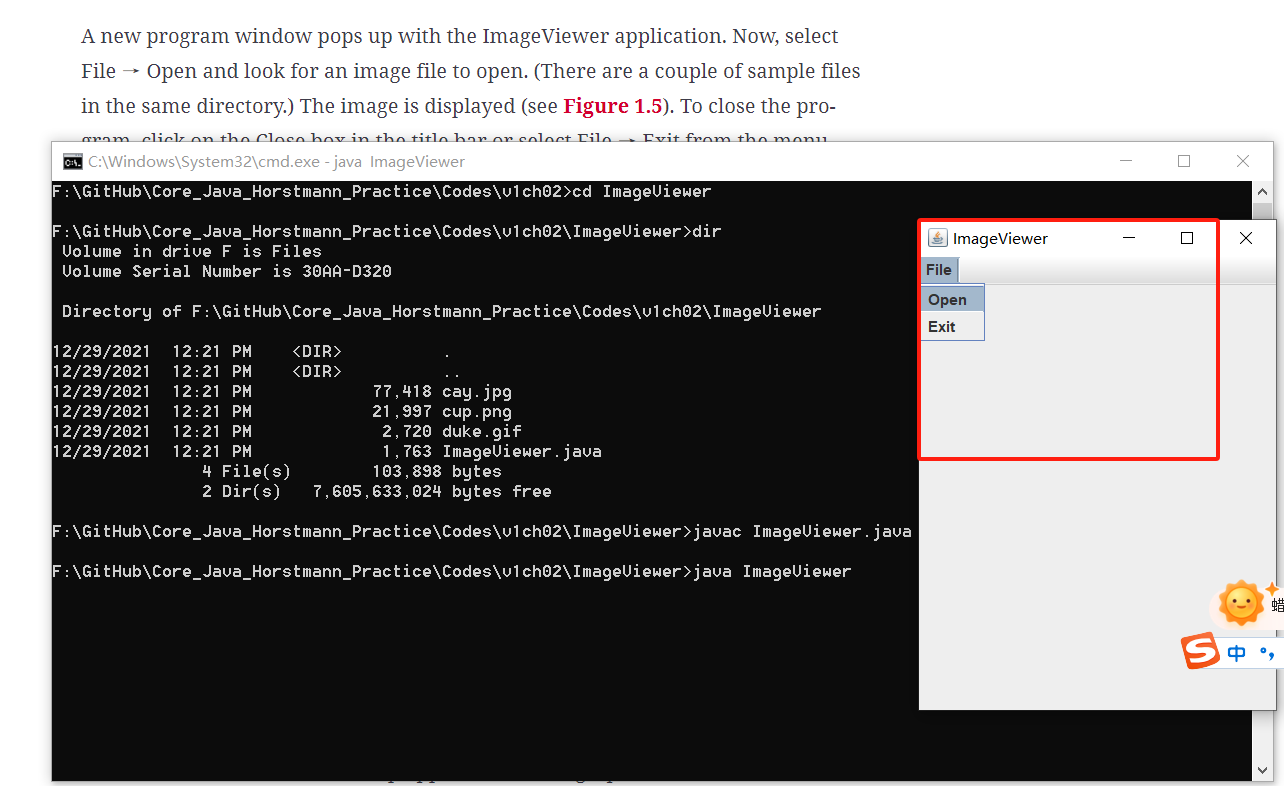 A new program window pops up with the ImageViewer application. Now, select
File → Open and look for an image file to open. (There are a couple of sample files
in the same directory.) The image is displayed (see Figure 1.5). To close the pro-
gram, click on the Close box in the title bar or select File → Exit from the menu
C:\Windows\System32\cmd.exe - java  ImageViewer
F:\GitHub\Core_Java_Horstmann_Practice\Codes\v1ch02>cd ImageViewer
F:\GitHub\Core_Java_Horstmann_Practice\Codes\v1ch02\ImageViewer>dir
 Volume in drive F is Files
 Volume Serial Number is 30AA-D320
 Directory of F:\GitHub\Core_Java_Horstmann_Practice\Codes\v1ch02\ImageViewer
12/29/2021  12:21 PM    <DIR>          .
12/29/2021  12:21 PM    <DIR>          ..
12/29/2021  12:21 PM            77,418 cay.jpg
12/29/2021  12:21 PM            21,997 cup.png
12/29/2021  12:21 PM             2,720 duke.gif
12/29/2021  12:21 PM             1,763 ImageViewer.java
               4 File(s)        103,898 bytes
               2 Dir(s)   7,605,633,024 bytes free
F:\GitHub\Core_Java_Horstmann_Practice\Codes\v1ch02\ImageViewer>javac ImageViewer.java
F:\GitHub\Core_Java_Horstmann_Practice\Codes\v1ch02\ImageViewer>java ImageViewer
ImageViewer
File
Open
Exit
蜡
S 中 °,